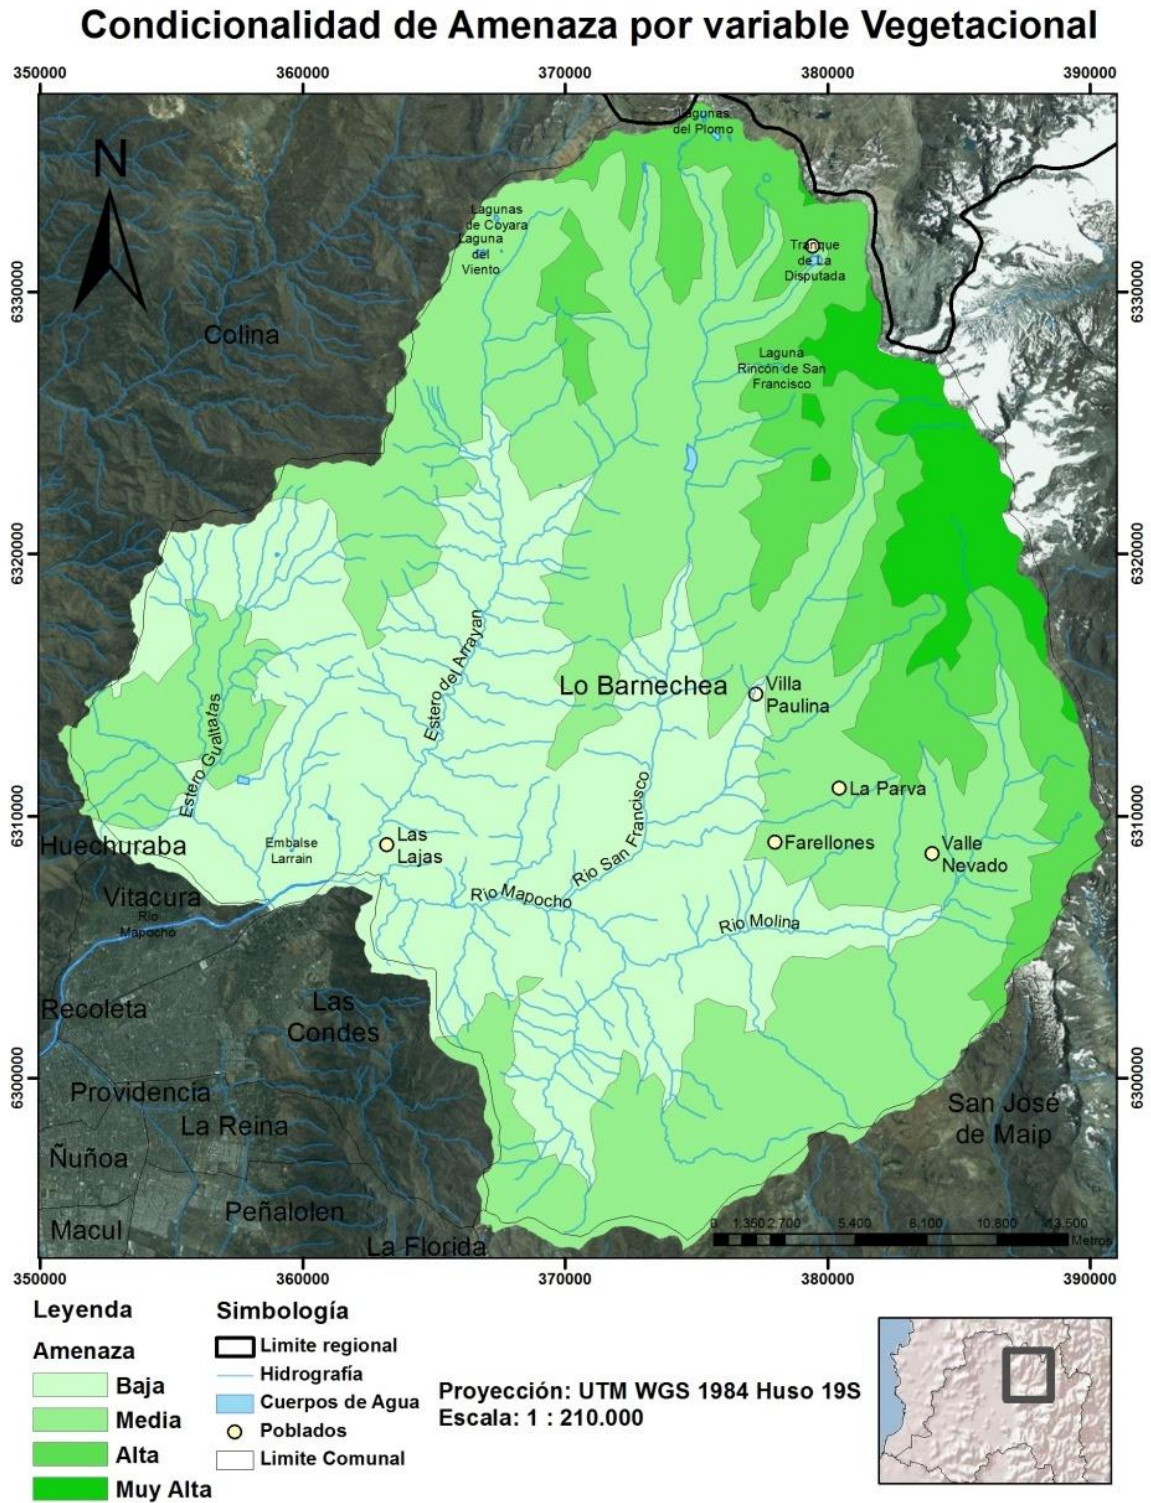 Condicionalidad de Amenaza por variable Vegetacional
350000
360000
370000
380000
390000
N
Lagunas
del Plomo
Lagunas
de Coyara
Laguna
del
Viento
Tranque
de La
Disputada
6330000
6330000
Colina
Laguna
Rincón de San
Francisco
6320000
6320000
Estero del Arrayan
Lo Barnechea
Villa
Paulina
Estero Gualtatas
La Parva
6310000
6310000
Rio San Francisco
Huechuraba
Embalse
Larrain
Las
Lajas
Farellones
Valle
Nevado
Vitacura
Rio
Mapocho
Rio Mapocho
Rio Molina
Recoleta
Las
Condes
6300000
6300000
Providencia
La Reina
San José
de Maip
Ñuñoa
Peñalolen
Macul
La Florida
0 1.350 2.700 5.400 8.100 10.800 13.500
Metros
350000
360000
370000
380000
390000
Leyenda
Amenaza
Baja
Media
Alta
Muy Alta
Simbología
Limite regional
Hidrografía
Cuerpos de Agua
Poblados
Limite Comunal
Proyección: UTM WGS 1984 Huso 19S
Escala: 1 : 210.000